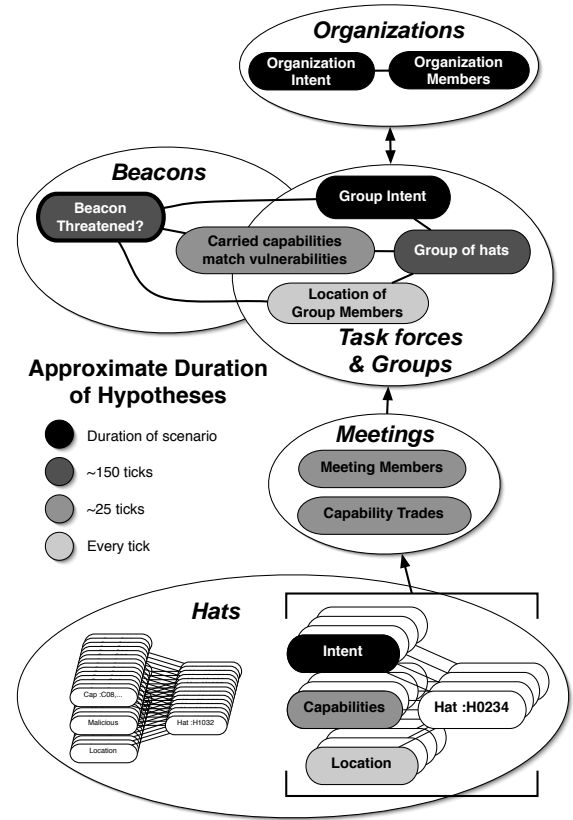 Organizations
Organization
Intent
Organization
Members
Beacons
Beacon
Threatened?
Group Intent
Carried capabilities
match vulnerabilities
Group of hats
Location of
Group Members
Task forces
& Groups
Approximate Duration
of Hypotheses
Duration of scenario
~150 ticks
~25 ticks
Every tick
Meetings
Meeting Members
Capability Trades
Hats
Cap :C08,...
Malicious
Location
Hat :H1032
Intent
Capabilities
Location
Hat :H0234